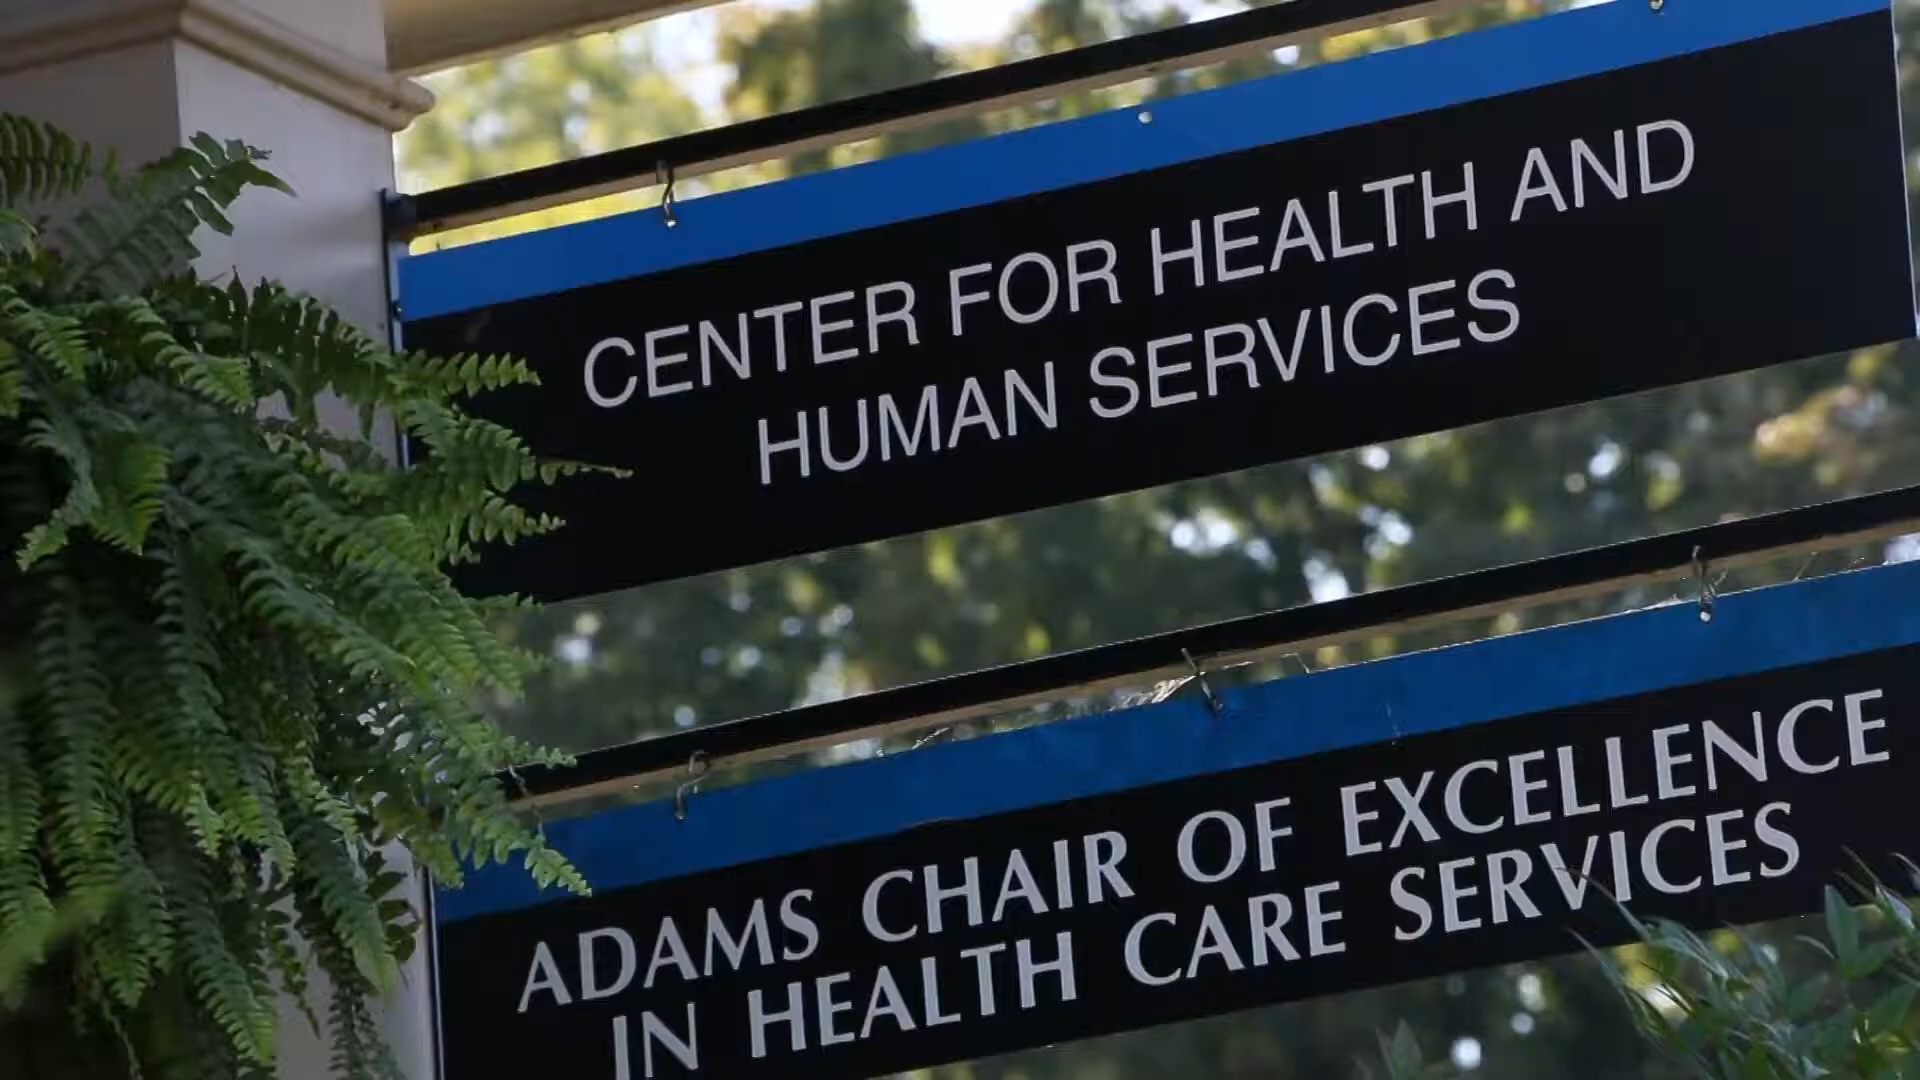 CENTER FOR HEALTH AND
HUMAN SERVICES
ADAMS CHAIR OF EXCELLENCE
IN HEALTH CARE SERVICES